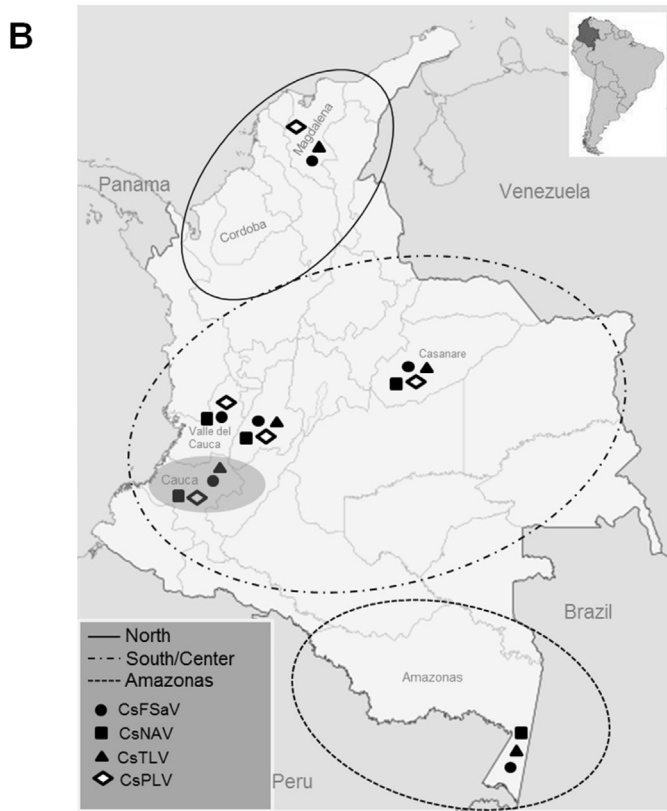 B
Magdalena
Panama
Venezuela
Cordoba
Casanare
Valle del
Cauca
Cauca
Brazil
Amazonas
Peru
North
South/Center
Amazonas
CsFSaV
CsNAV
CsTLV
CsPLV